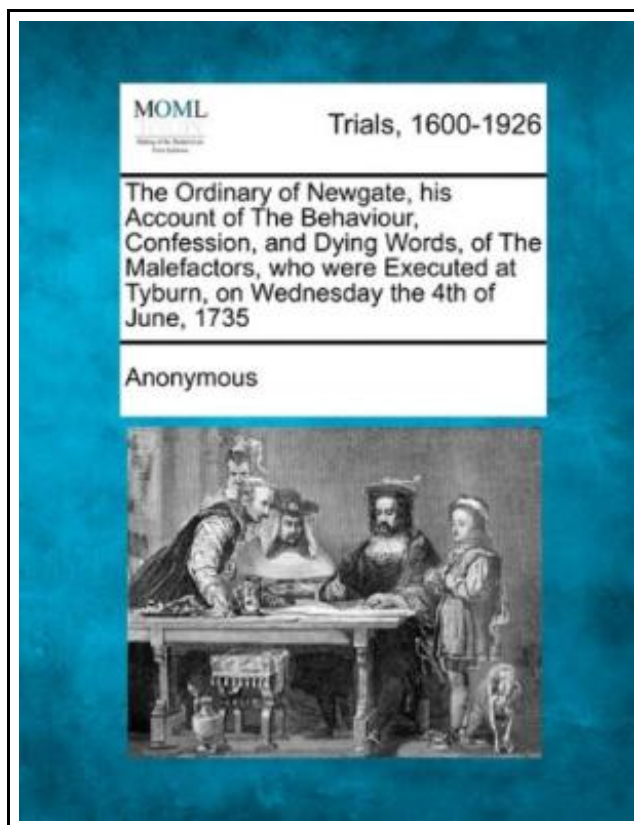 MOML
Trials, 1600-1926
The Ordinary of Newgate, his
Account of The Behaviour,
Confession, and Dying Words, of The
Malefactors, who were Executed at
Tyburn, on Wednesday the 4th of
June, 1735
Anonymous